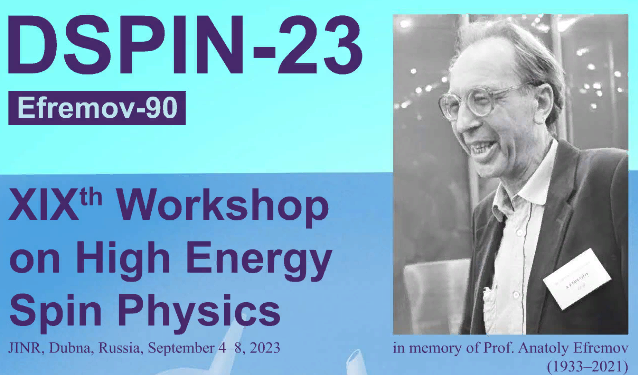 DSPIN-23
Efremov-90
XIXth Workshop
on High Energy
Spin Physics
JINR, Dubna, Russia, September 4 8, 2023
in memory of Prof. Anatoly Efremov
(1933–2021)